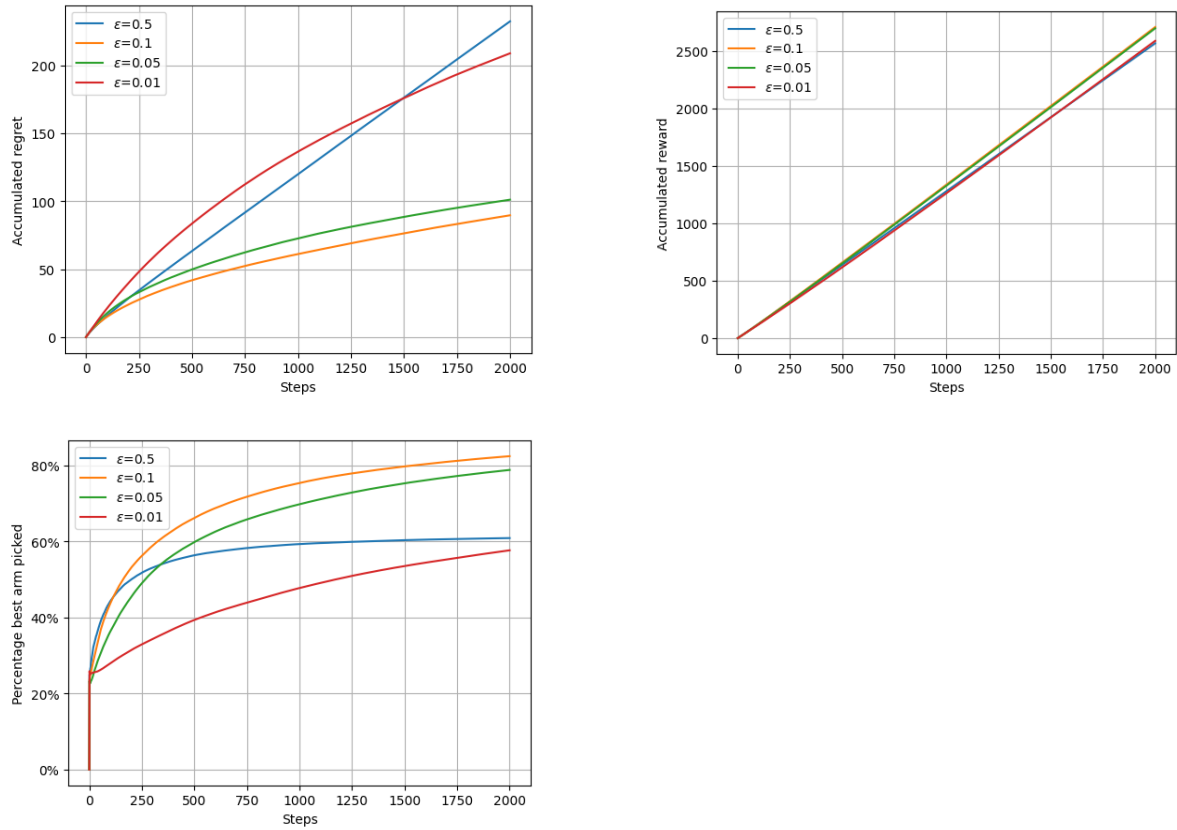 ε=0.5
ε=0.1
ε=0.05
ε=0.01
200
150
100
50
0
Accumulated regret
0 250 500 750 1000 1250 1500 1750 2000
Steps
ε=0.5
ε=0.1
ε=0.05
ε=0.01
2500
2000
1500
1000
500
0
Accumulated reward
0 250 500 750 1000 1250 1500 1750 2000
Steps
ε=0.5
ε=0.1
ε=0.05
ε=0.01
80%
60%
40%
20%
0%
Percentage best arm picked
0 250 500 750 1000 1250 1500 1750 2000
Steps